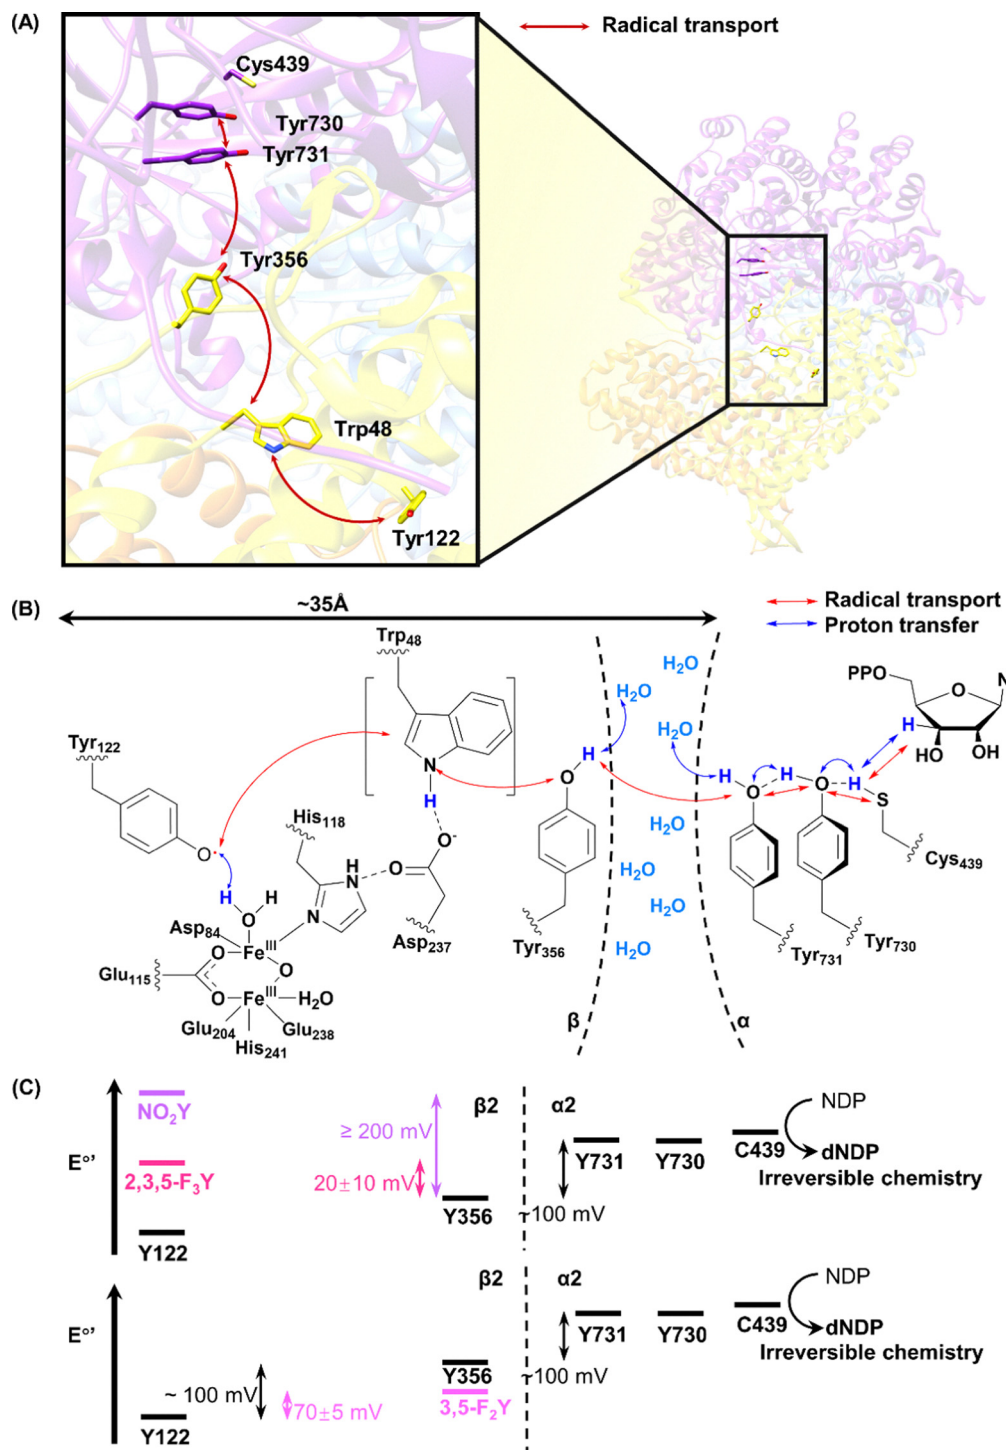 (A)
Radical transport
Cys439
Tyr730
Tyr731
Tyr356
Trp48
Tyr122
(B)
~35Å
Radical transport
Proton transfer
Trp48
H2O
H2O
PPO
O
N
Tyr122
H2O
H
HO
OH
H
O
H
H
O
H
O
H
S
N
H
His118
O-
O
H2O
Cys439
O•
H
N
N
H
H
O
Asp84
FeIII
Asp237
Tyr356
H2O
H2O
H2O
Tyr731
Tyr730
Glu115
O
O
O
FeIII
H2O
Glu204
Glu238
His241
β
α
(C)
NO2Y
β2
α2
NDP
≥ 200 mV
Y731
Y730
C439
dNDP
E°’
2,3,5-F3Y
20±10 mV
Irreversible chemistry
Y356
~100 mV
Y122
β2
α2
NDP
E°’
Y731
Y730
C439
dNDP
Irreversible chemistry
~ 100 mV
Y356
~100 mV
70±5 mV
3,5-F2Y
Y122